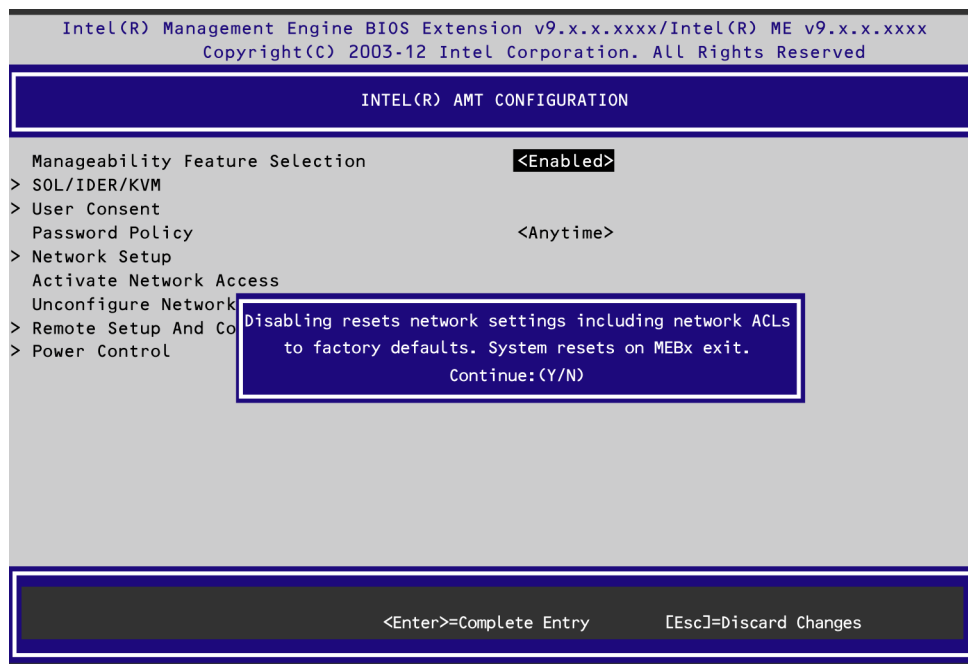 Intel(R) Management Engine BIOS Extension v9.x.x.xxxx/Intel(R) ME v9.x.x.xxxx
Copyright(C) 2003-12 Intel Corporation. All Rights Reserved
INTEL(R) AMT CONFIGURATION
Manageability Feature Selection <Enabled>
> SOL/IDER/KVM
> User Consent
Password Policy <Anytime>
> Network Setup
Activate Network Access
Unconfigure Network
> Remote Setup And Co
> Power Control
Disabling resets network settings including network ACLs
to factory defaults. System resets on MEBx exit.
Continue:(Y/N)
<Enter>=Complete Entry [Esc]=Discard Changes